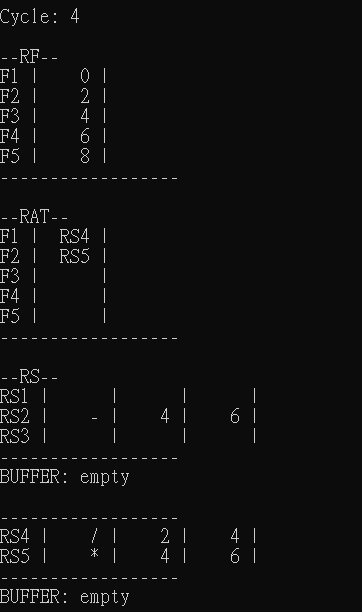 Cycle: 4
--RF--
F1 |    0 |
F2 |    2 |
F3 |    4 |
F4 |    6 |
F5 |    8 |
------------------
--RAT--
F1 |  RS4 |
F2 |  RS5 |
F3 |      |
F4 |      |
F5 |      |
------------------
--RS--
RS1 |      |      |      |
RS2 |    - |    4 |    6 |
RS3 |      |      |      |
------------------
BUFFER: empty
------------------
RS4 |    / |    2 |    4 |
RS5 |    * |    4 |    6 |
------------------
BUFFER: empty